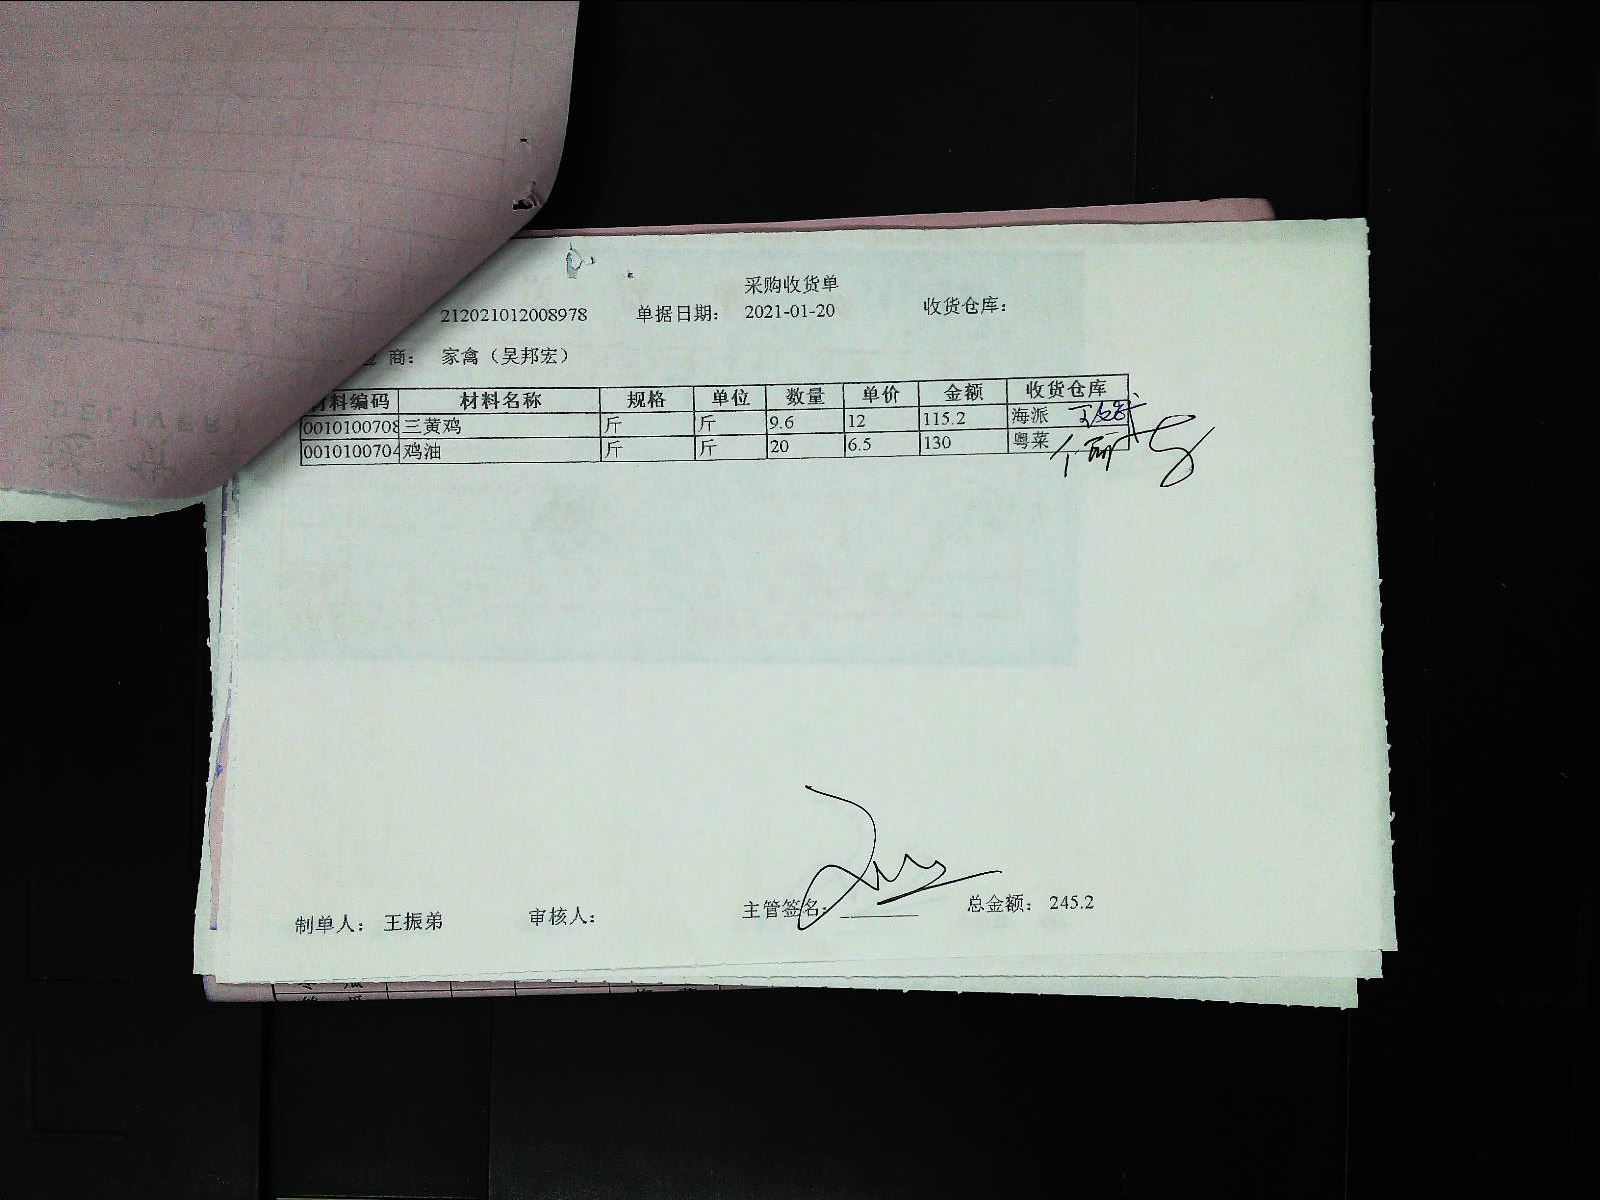 采购收货单
212021012008978 单据日期： 2021-01-20 收货仓库：
商： 家禽（吴邦宏）
料编码 材料名称 规格 单位 数量 单价 金额 收货仓库
0010100708 三黄鸡 斤 斤 9.6 12 115.2 海派
0010100704 鸡油 斤 斤 20 6.5 130 粤菜
制单人： 王振弟 审核人： 主管签名： 总金额： 245.2